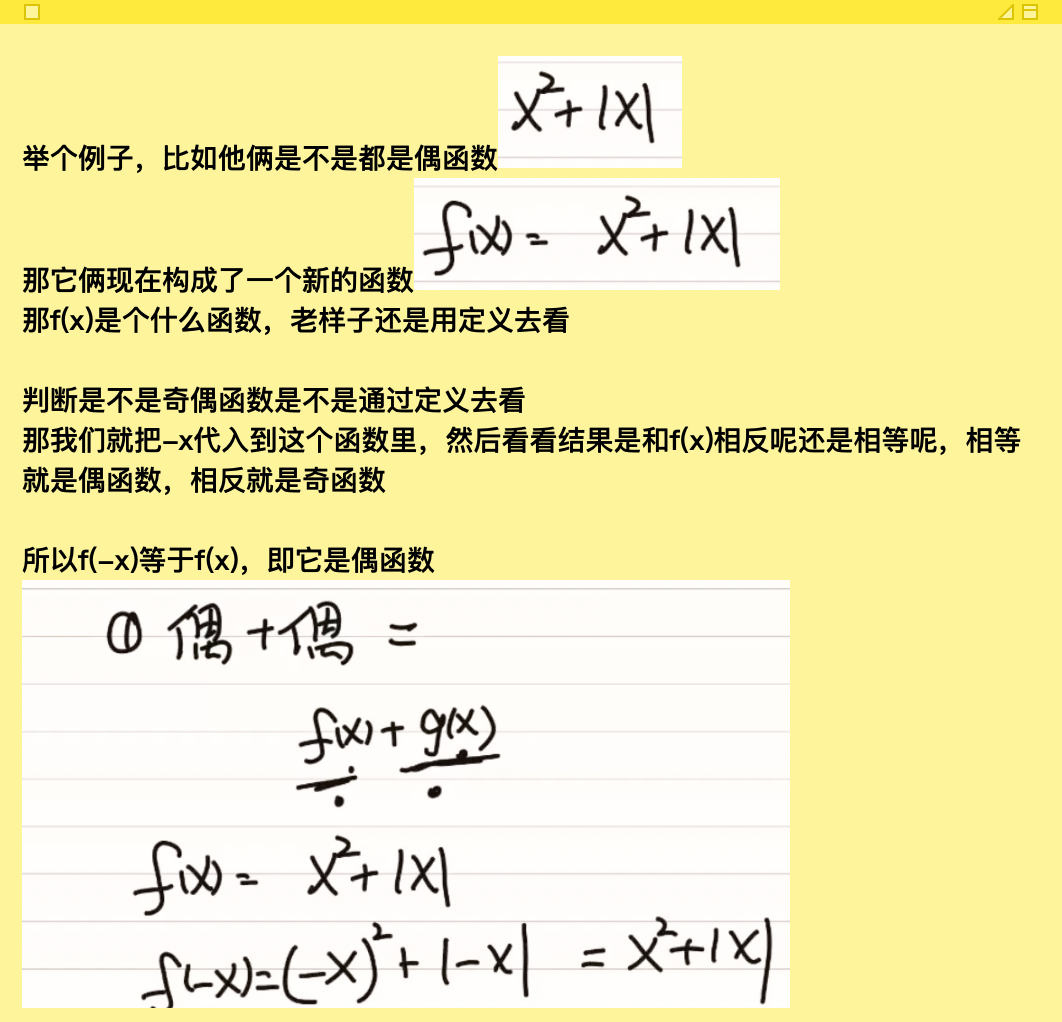 举个例子，比如他俩是不是都是偶函数 x²+|x|
那它俩现在构成了一个新的函数 f(x)= x²+|x|
那f(x)是个什么函数，老样子还是用定义去看
判断是不是奇偶函数是不是通过定义去看
那我们就把-x代入到这个函数里，然后看看结果是和f(x)相反呢还是相等呢，相等
就是偶函数，相反就是奇函数
所以f(-x)等于f(x)，即它是偶函数
① 偶+偶 =
f(x)+g(x)
f(x)= x²+|x|
f(-x)=(-x)²+|-x| = x²+|x|